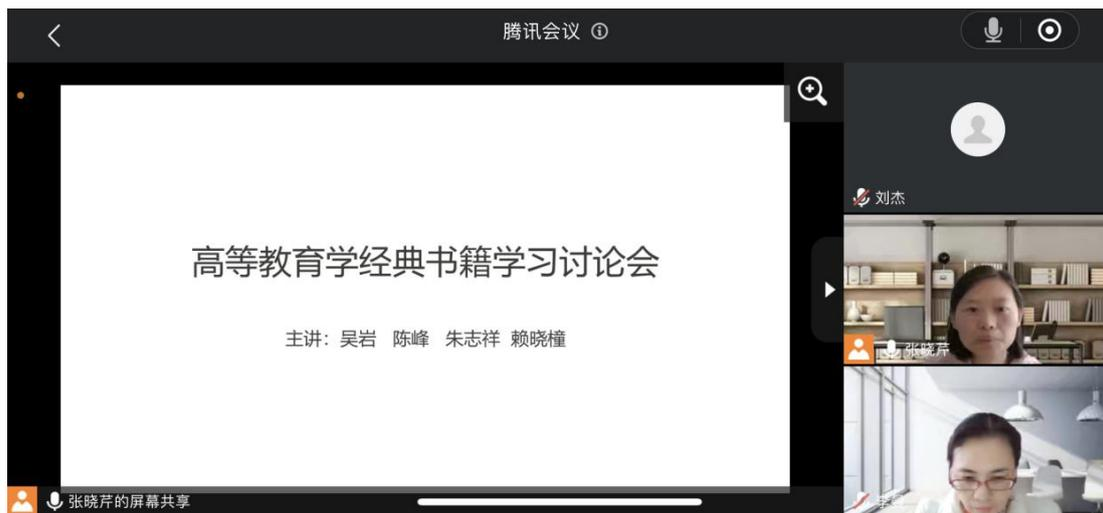 腾讯会议
高等教育学经典书籍学习讨论会
主讲：吴岩 陈峰 朱志祥 赖晓橦
刘杰
张晓芹
张晓芹的屏幕共享